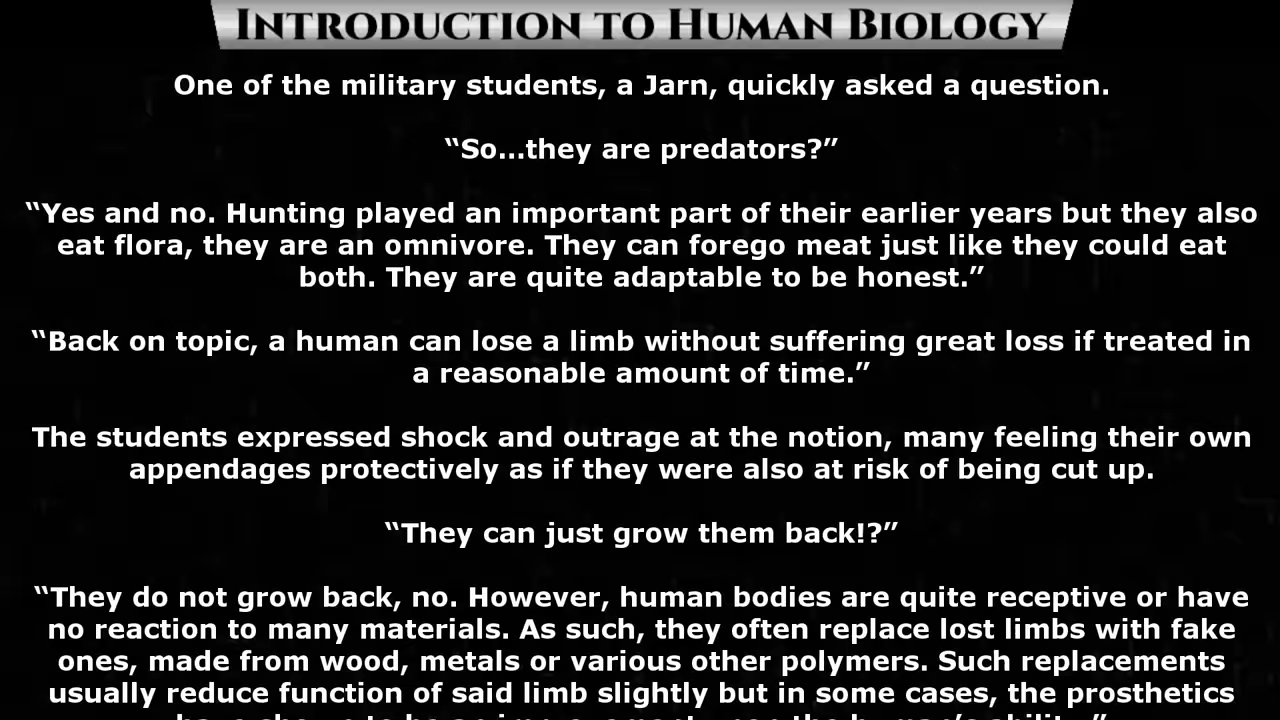 Introduction to Human Biology
One of the military students, a Jarn, quickly asked a question.
“So...they are predators?”
“Yes and no. Hunting played an important part of their earlier years but they also
eat flora, they are an omnivore. They can forego meat just like they could eat
both. They are quite adaptable to be honest.”
“Back on topic, a human can lose a limb without suffering great loss if treated in
a reasonable amount of time.”
The students expressed shock and outrage at the notion, many feeling their own
appendages protectively as if they were also at risk of being cut up.
“They can just grow them back!?”
“They do not grow back, no. However, human bodies are quite receptive or have
no reaction to many materials. As such, they often replace lost limbs with fake
ones, made from wood, metals or various other polymers. Such replacements
usually reduce function of said limb slightly but in some cases, the prosthetics